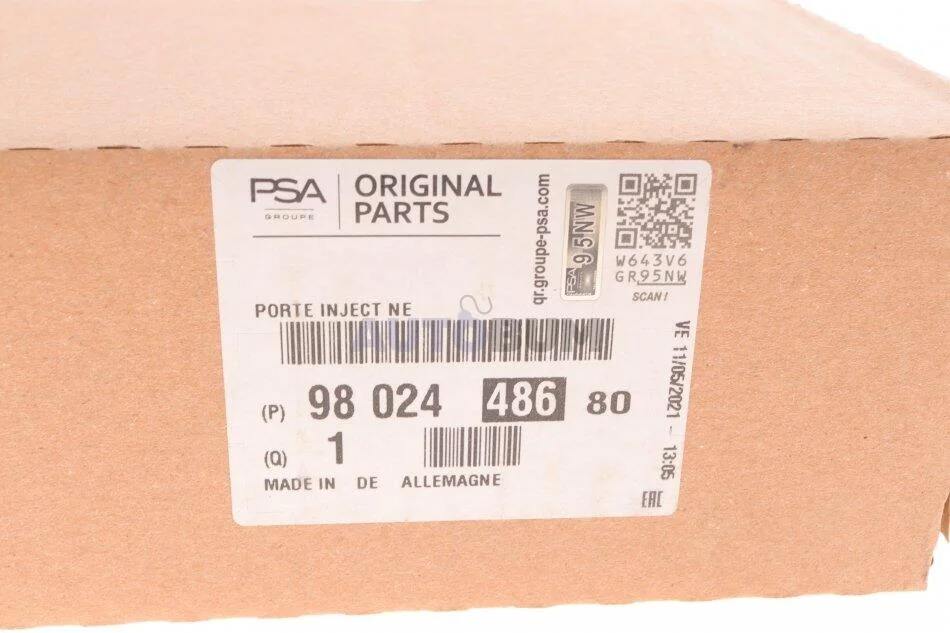 PSA
GROUPE
ORIGINAL
PARTS
qr.groupe-psa.com
PSA 95NW
W643V6
GR95NW
SCAN!
PORTE INJECT NE
AUTOBUM
(P) 98 024 486 80
(Q) 1
MADE IN DE ALLEMAGNE
VE 11/05/2021 - 13:05
EAC